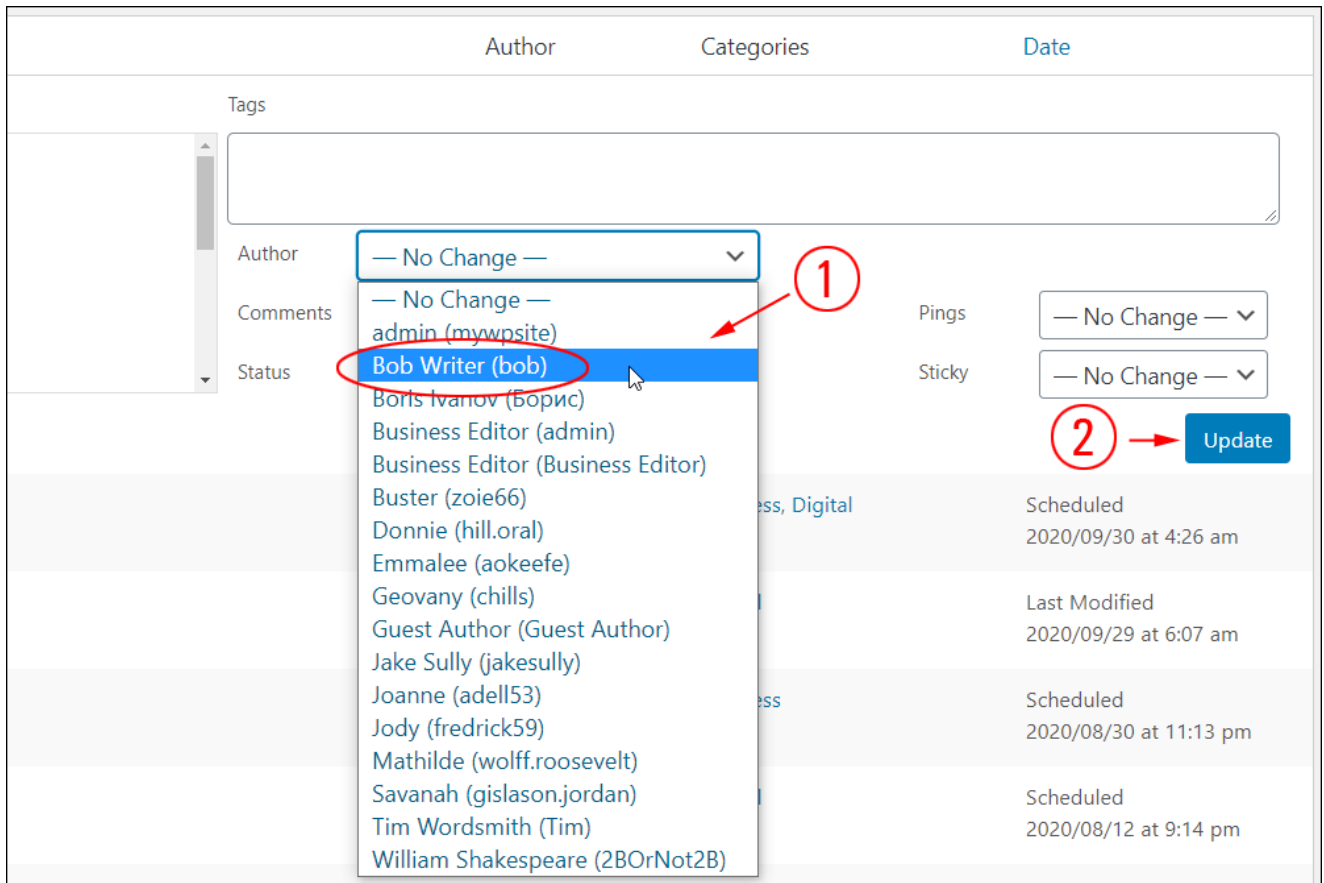 Author Categories Date
Tags
Author — No Change —
1
— No Change —
Comments
Pings — No Change —
admin (mywpsite)
Bob Writer (bob)
Status
Sticky — No Change —
Boris Ivanov (Борис)
Business Editor (admin)
2 Update
Business Editor (Business Editor)
Buster (zoie66)
ess, Digital
Scheduled
2020/09/30 at 4:26 am
Donnie (hill.oral)
Emmalee (aokeefe)
Geovany (chills)
Last Modified
2020/09/29 at 6:07 am
Guest Author (Guest Author)
Jake Sully (jakesully)
Joanne (adell53)
ess
Scheduled
2020/08/30 at 11:13 pm
Jody (fredrick59)
Mathilde (wolff.roosevelt)
Savanah (gislason.jordan)
Scheduled
2020/08/12 at 9:14 pm
Tim Wordsmith (Tim)
William Shakespeare (2BOrNot2B)